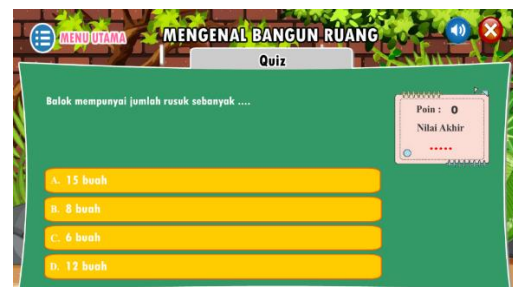 MENU UTAMA
MENGENAL BANGUN RUANG
Quiz
Balok mempunyai jumlah rusuk sebanyak ....
Poin : 0
Nilai Akhir
.....
A. 15 buah
B. 8 buah
C. 6 buah
D. 12 buah